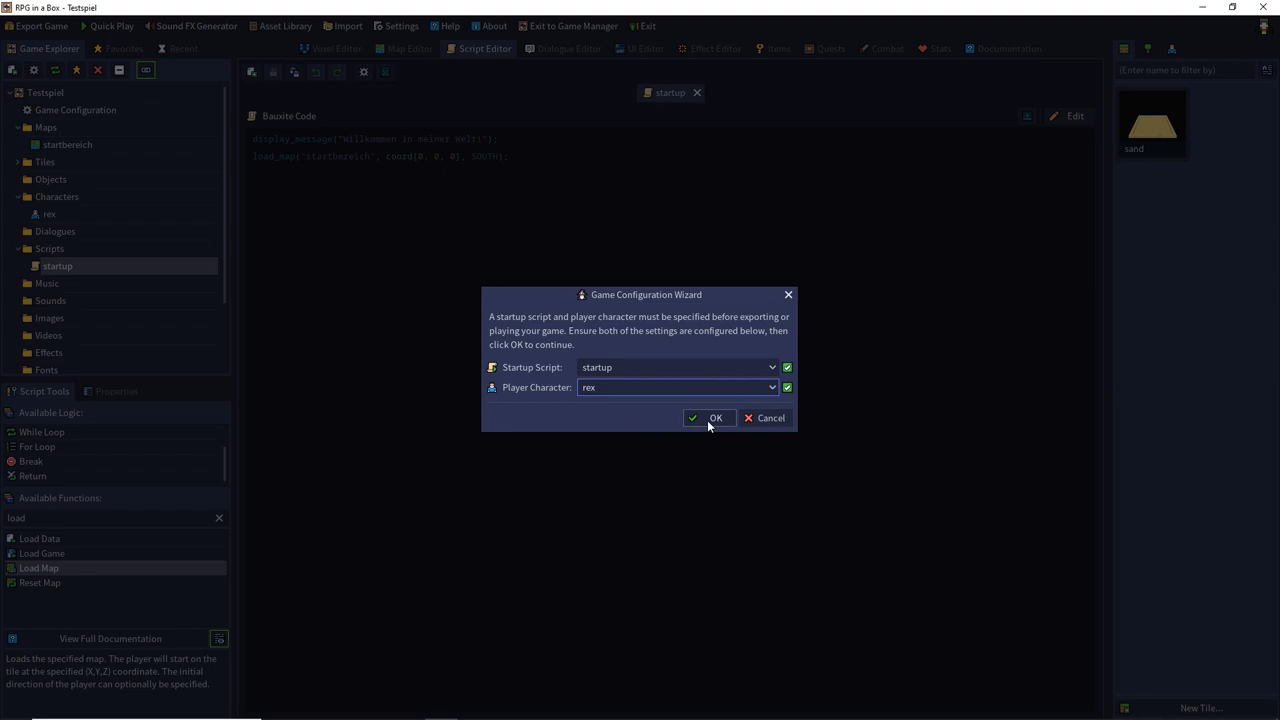 RPG in a Box - Testspiel
Export Game Quick Play Sound FX Generator Asset Library Import Settings Help About Exit to Game Manager Exit
Game Explorer Favorites Recent Voxel Editor Map Editor Script Editor Dialogue Editor UI Editor Effect Editor Items Quests Combat Stats Documentation
(Enter name to filter by)
Testspiel
Game Configuration
Maps
startbereich
Tiles
Objects
Characters
rex
Dialogues
Scripts
startup
Music
Sounds
Images
Videos
Effects
Fonts
startup
Bauxite Code
Edit
display_message("Willkommen in meiner Welt!");
load_map("startbereich", coord[0, 0, 0], SOUTH);
sand
Game Configuration Wizard
A startup script and player character must be specified before exporting or
playing your game. Ensure both of the settings are configured below, then
click OK to continue.
Startup Script: startup
Player Character: rex
OK Cancel
Script Tools Properties
Available Logic:
While Loop
For Loop
Break
Return
Available Functions:
load
Load Data
Load Game
Load Map
Reset Map
View Full Documentation
Loads the specified map. The player will start on the
tile at the specified (X,Y,Z) coordinate. The initial
direction of the player can optionally be specified.
New Tile...